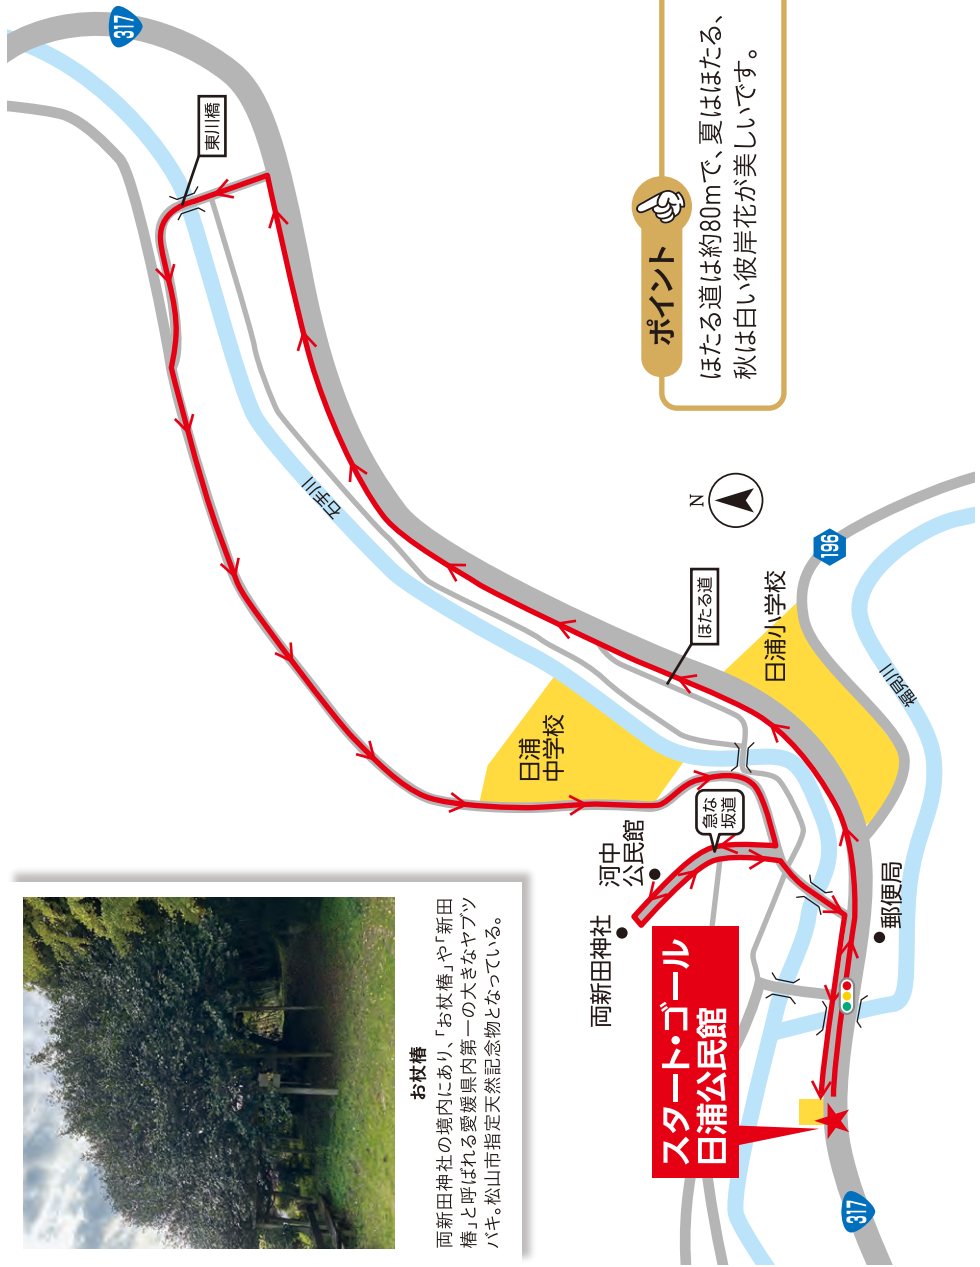 317
東川橋
石手川
ポイント
ほたる道は約80mで、夏はほたる、
秋は白い彼岸花が美しいです。
N
196
ほたる道
日浦小学校
福見川
日浦
中学校
急な
坂道
河中
公民館
両新田神社
郵便局
スタート・ゴール
日浦公民館
317
お杖椿
両新田神社の境内にあり、「お杖椿」や「新田
椿」と呼ばれる愛媛県内第一の大きなヤブツ
バキ。松山市指定天然記念物となっている。